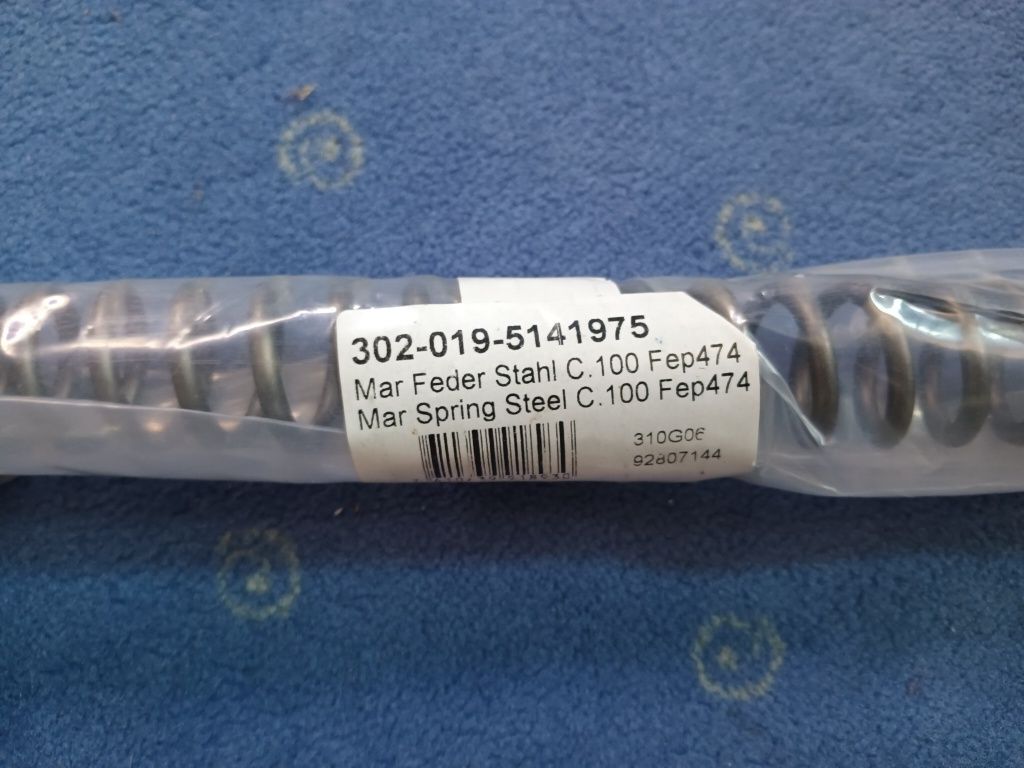 302-019-5141975
Mar Feder Stahl C.100 Fep474
Mar Spring Steel C.100 Fep474
310G06
92807144